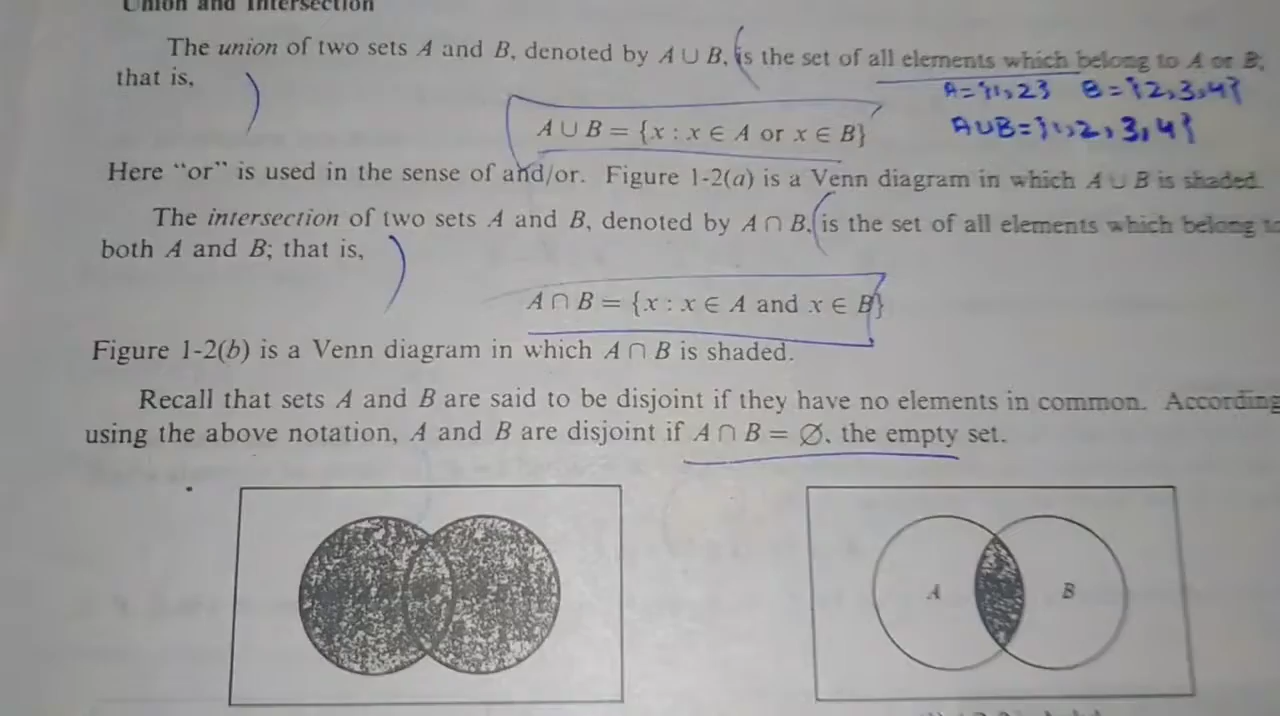 Union and Intersection
The union of two sets A and B, denoted by A ∪ B, is the set of all elements which belong to A or B;
that is,
A={1,2} B={2,3,4}
A ∪ B = {x : x ∈ A or x ∈ B}
A∪B={1,2,3,4}
Here “or” is used in the sense of and/or. Figure 1-2(a) is a Venn diagram in which A ∪ B is shaded.
The intersection of two sets A and B, denoted by A ∩ B, is the set of all elements which belong to
both A and B; that is,
A ∩ B = {x : x ∈ A and x ∈ B}
Figure 1-2(b) is a Venn diagram in which A ∩ B is shaded.
Recall that sets A and B are said to be disjoint if they have no elements in common. According
using the above notation, A and B are disjoint if A ∩ B = ∅, the empty set.
A B